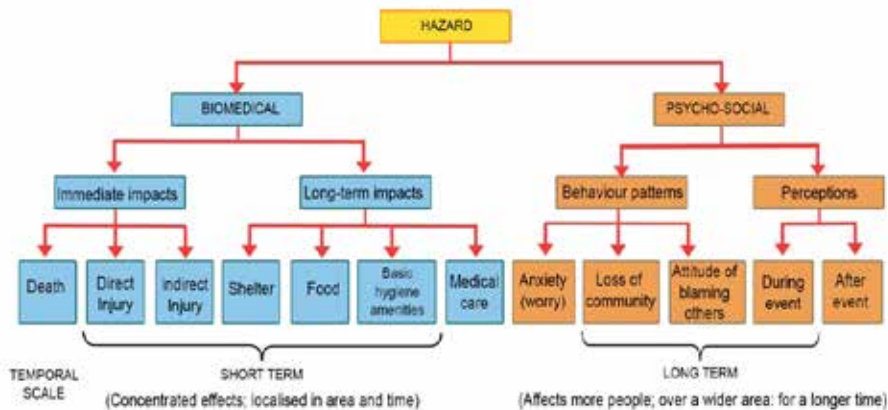 HAZARD
BIOMEDICAL
PSYCHO-SOCIAL
Immediate impacts
Long-term impacts
Behaviour patterns
Perceptions
Death
Direct
Injury
Indirect
Injury
Shelter
Food
Basic
hygiene
amenities
Medical
care
Anxiety
(worry)
Loss of
community
Attitude of
blaming
others
During
event
After
event
TEMPORAL
SCALE
SHORT TERM
(Concentrated effects; localised in area and time)
LONG TERM
(Affects more people; over a wider area: for a longer time)